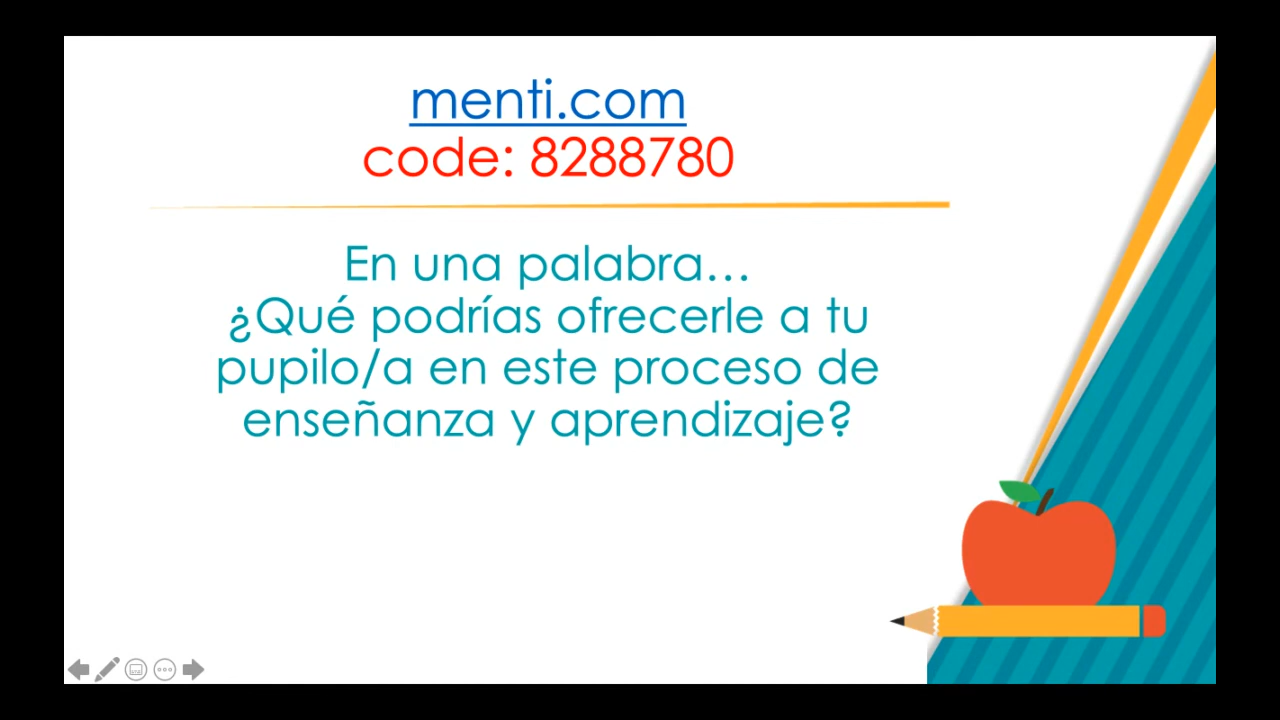 menti.com
code: 8288780
En una palabra...
¿Qué podrías ofrecerle a tu
pupilo/a en este proceso de
enseñanza y aprendizaje?